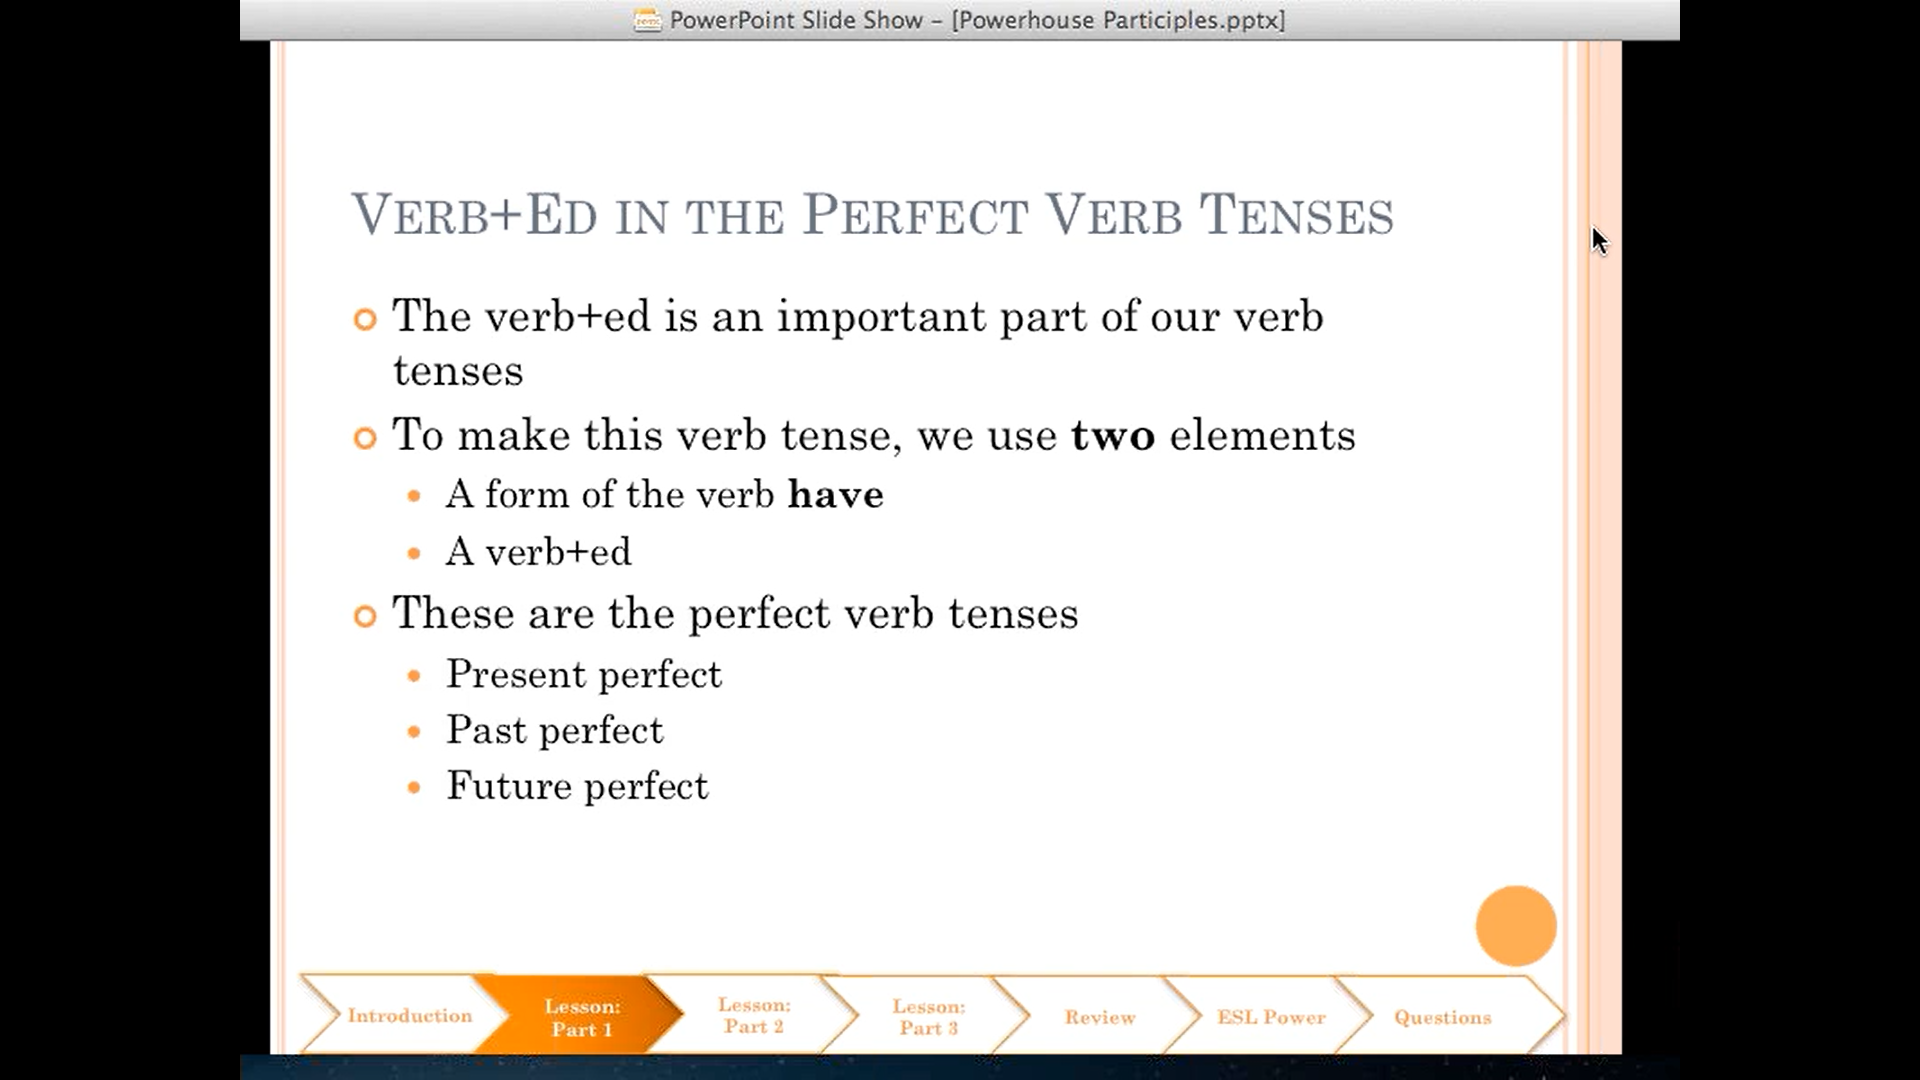 PowerPoint Slide Show – [Powerhouse Participles.pptx]
VERB+ED IN THE PERFECT VERB TENSES
The verb+ed is an important part of our verb
tenses
To make this verb tense, we use two elements
A form of the verb have
A verb+ed
These are the perfect verb tenses
Present perfect
Past perfect
Future perfect
Introduction
Lesson:
Part 1
Lesson:
Part 2
Lesson:
Part 3
Review
ESL Power
Questions